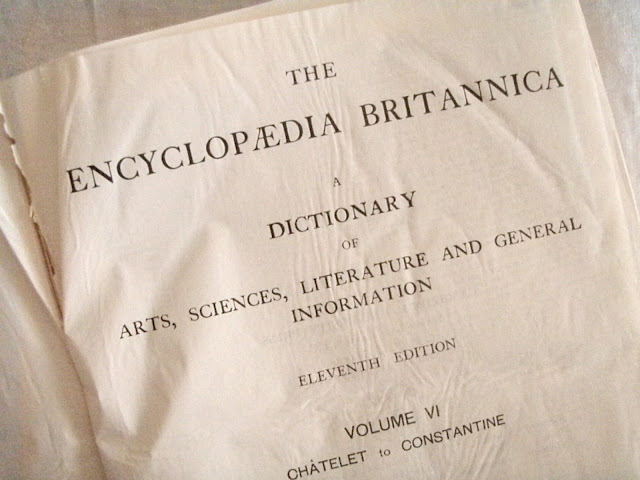 THE
ENCYCLOPÆDIA BRITANNICA
A
DICTIONARY
OF
ARTS, SCIENCES, LITERATURE AND GENERAL
INFORMATION
ELEVENTH EDITION
VOLUME VI
CHÂTELET to CONSTANTINE